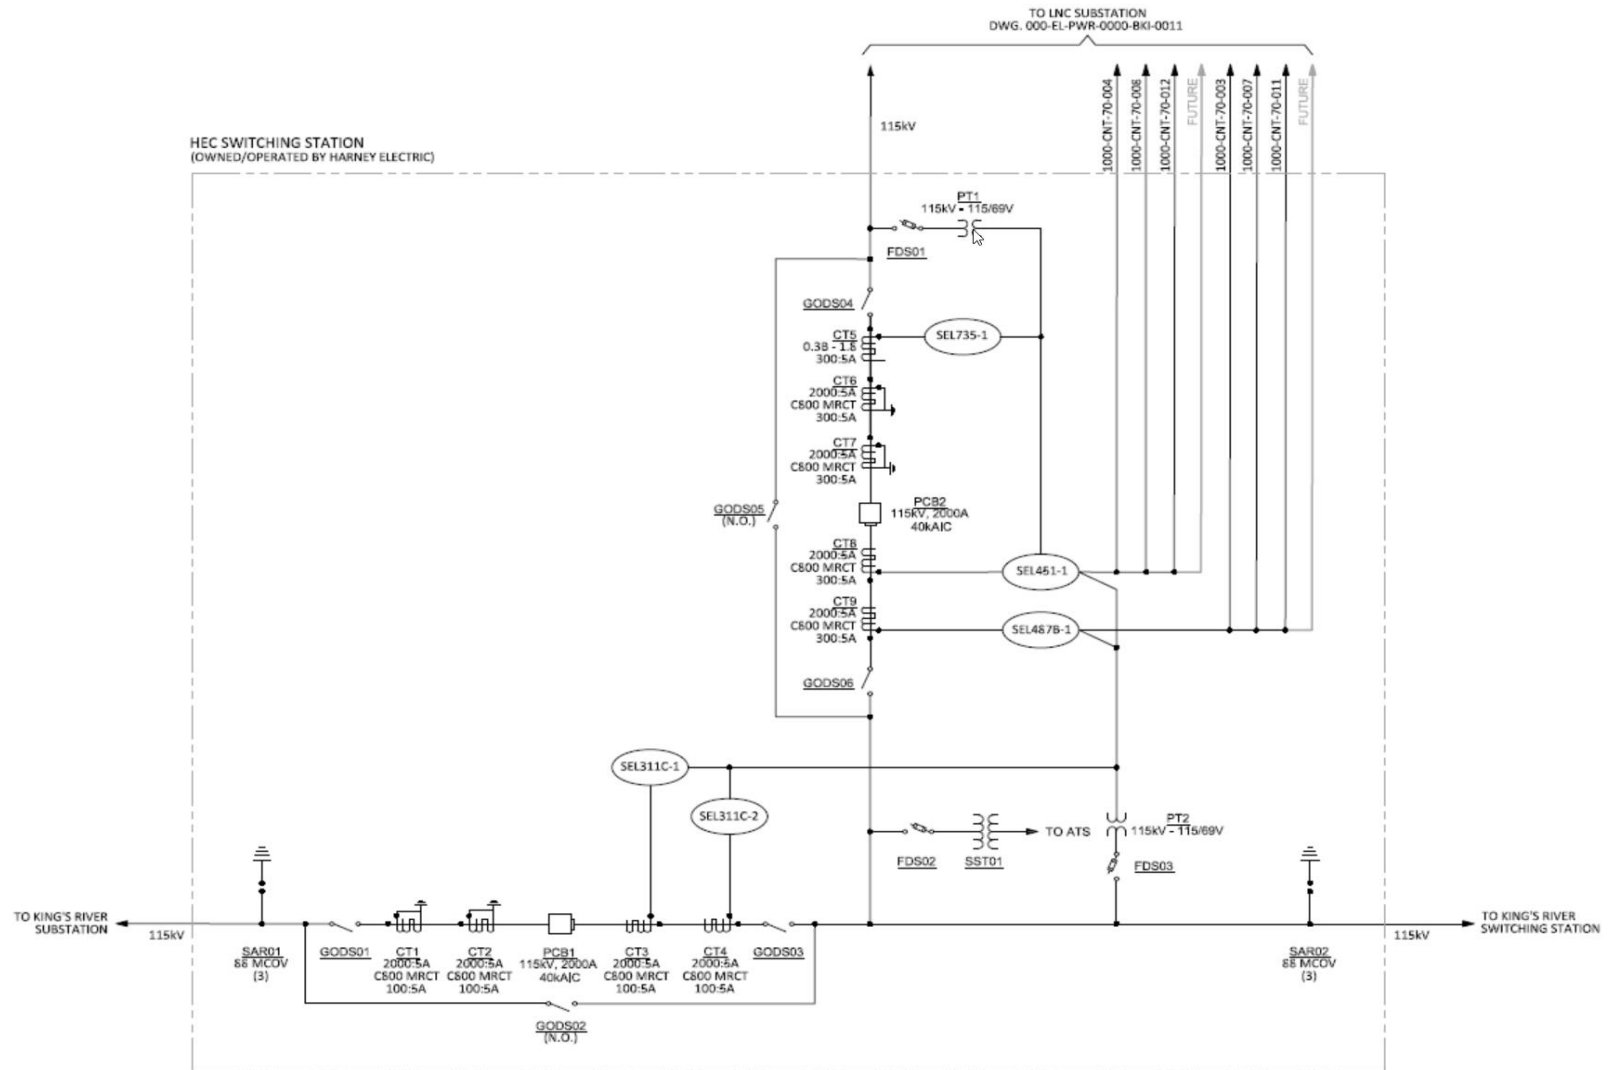 TO LNC SUBSTATION
DWG. 000-EL-PWR-0000-BKI-0011
115kV
1000-CNT-70-004
1000-CNT-70-008
1000-CNT-70-012
FUTURE
1000-CNT-70-003
1000-CNT-70-007
1000-CNT-70-011
FUTURE
HEC SWITCHING STATION
(OWNED/OPERATED BY HARNEY ELECTRIC)
PT1
115kV - 115/69V
FDS01
GODS04
CT5
0.3B - 1.8
300:5A
SEL735-1
CT6
2000:5A
C800 MRCT
300:5A
CT7
2000:5A
C800 MRCT
300:5A
GODS05
(N.O.)
PCB2
115kV, 2000A
40kAIC
CT8
2000:5A
C800 MRCT
300:5A
SEL451-1
CT9
2000:5A
C800 MRCT
300:5A
SEL487B-1
GODS06
SEL311C-1
SEL311C-2
FDS02
SST01
TO ATS
PT2
115kV - 115/69V
FDS03
TO KING'S RIVER
SUBSTATION
115kV
SAR01
88 MCOV
(3)
GODS01
CT1
2000:5A
C800 MRCT
100:5A
CT2
2000:5A
C800 MRCT
100:5A
PCB1
115kV, 2000A
40kAIC
CT3
2000:5A
C800 MRCT
100:5A
CT4
2000:5A
C800 MRCT
100:5A
GODS03
GODS02
(N.O.)
SAR02
88 MCOV
(3)
115kV
TO KING'S RIVER
SWITCHING STATION